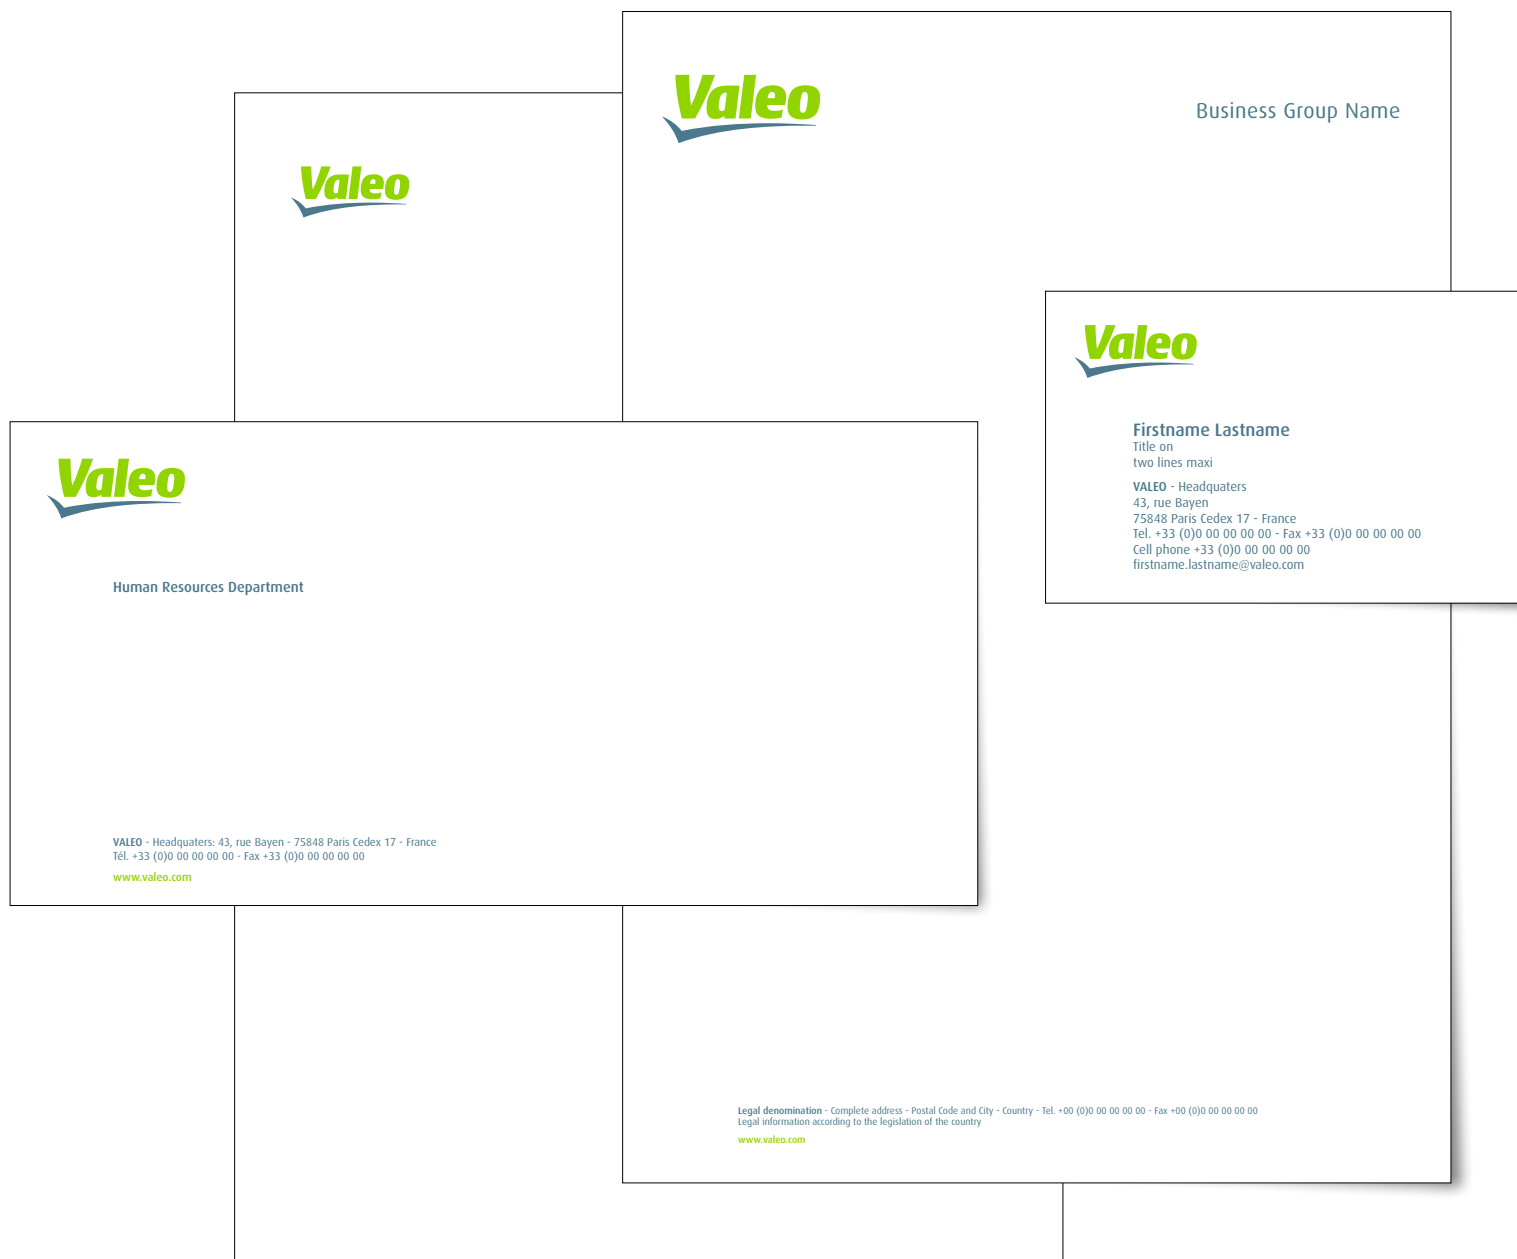 Valeo
Business Group Name
Valeo
Valeo
Firstname Lastname
Title on
two lines maxi
VALEO - Headquaters
43, rue Bayen
75848 Paris Cedex 17 - France
Tel. +33 (0)0 00 00 00 00 - Fax +33 (0)0 00 00 00 00
Cell phone +33 (0)0 00 00 00 00
firstname.lastname@valeo.com
Valeo
Human Resources Department
VALEO - Headquaters: 43, rue Bayen - 75848 Paris Cedex 17 - France
Tél. +33 (0)0 00 00 00 00 - Fax +33 (0)0 00 00 00 00
www.valeo.com
Legal denomination - Complete address - Postal Code and City - Country - Tel. +00 (0)0 00 00 00 00 - Fax +00 (0)0 00 00 00 00
Legal information according to the legislation of the country
www.valeo.com